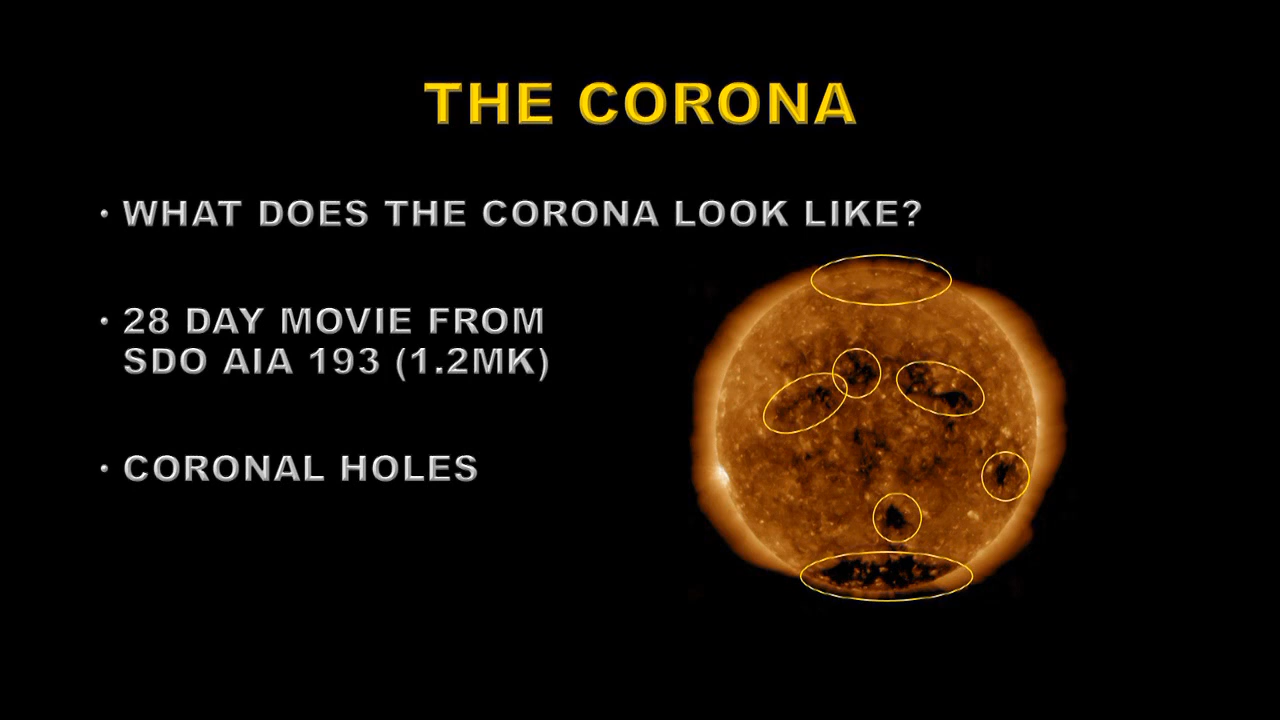 THE CORONA
• WHAT DOES THE CORONA LOOK LIKE?
• 28 DAY MOVIE FROM
SDO AIA 193 (1.2MK)
• CORONAL HOLES